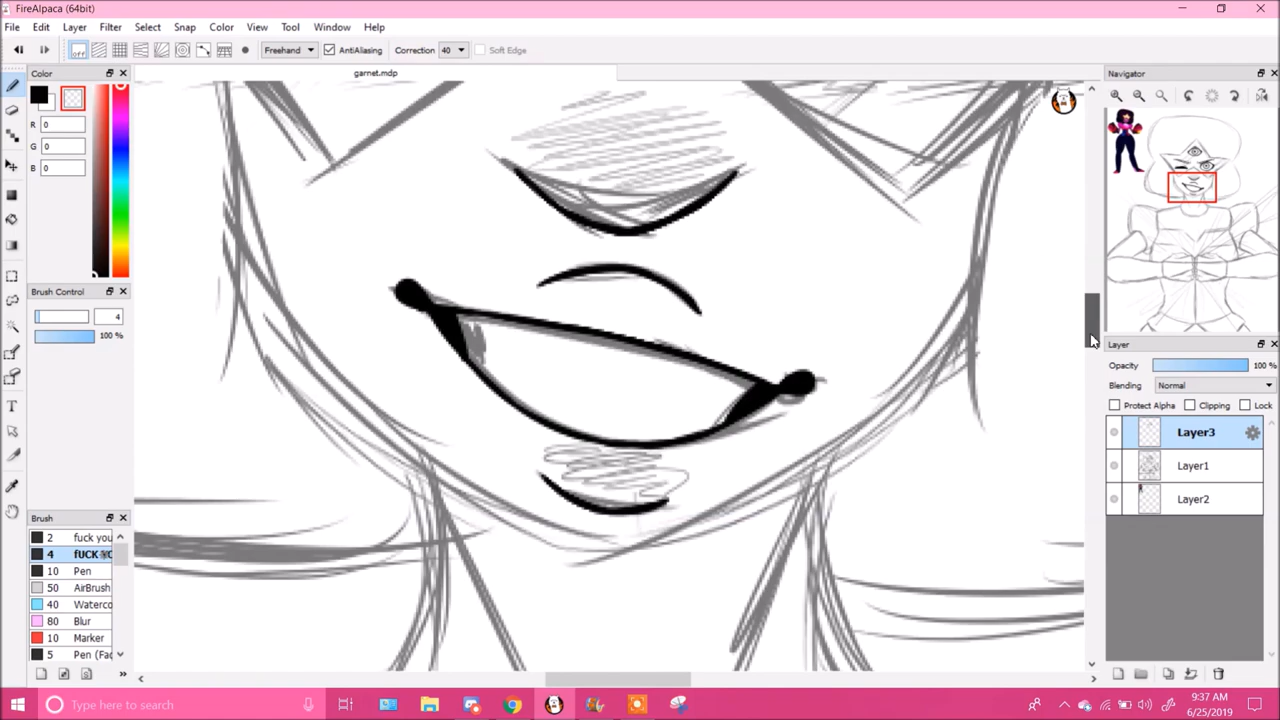 FireAlpaca (64bit)
File Edit Layer Filter Select Snap Color View Tool Window Help
off Freehand AntiAliasing Correction 40 Soft Edge
Color
garnet.mdp
Navigator
R 0
G 0
B 0
Brush Control
4
100 %
Layer
Opacity 100 %
Blending Normal
Protect Alpha Clipping Lock
Layer3
Layer1
Layer2
Brush
2 fuck you
4 fUCK
10 Pen
50 AirBrush
40 Waterco
80 Blur
10 Marker
5 Pen (Fad
Type here to search
9:37 AM
6/25/2019